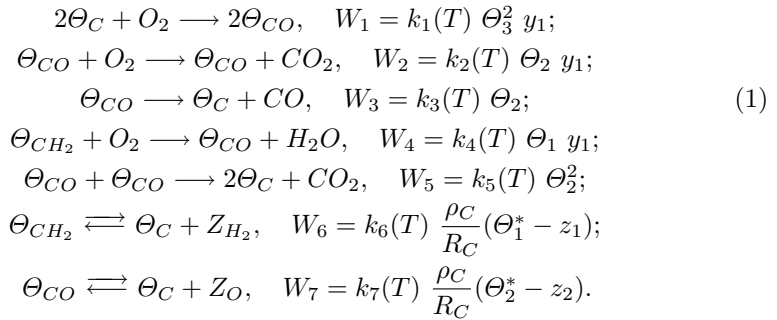 2Θ_C + O_2 ⟶ 2Θ_{CO}, W_1 = k_1(T) Θ_3^2 y_1;
Θ_{CO} + O_2 ⟶ Θ_{CO} + CO_2, W_2 = k_2(T) Θ_2 y_1;
Θ_{CO} ⟶ Θ_C + CO, W_3 = k_3(T) Θ_2; (1)
Θ_{CH_2} + O_2 ⟶ Θ_{CO} + H_2O, W_4 = k_4(T) Θ_1 y_1;
Θ_{CO} + Θ_{CO} ⟶ 2Θ_C + CO_2, W_5 = k_5(T) Θ_2^2;
Θ_{CH_2} ⇄ Θ_C + Z_{H_2}, W_6 = k_6(T) \frac{ρ_C}{R_C}(Θ_1^* − z_1);
Θ_{CO} ⇄ Θ_C + Z_O, W_7 = k_7(T) \frac{ρ_C}{R_C}(Θ_2^* − z_2).